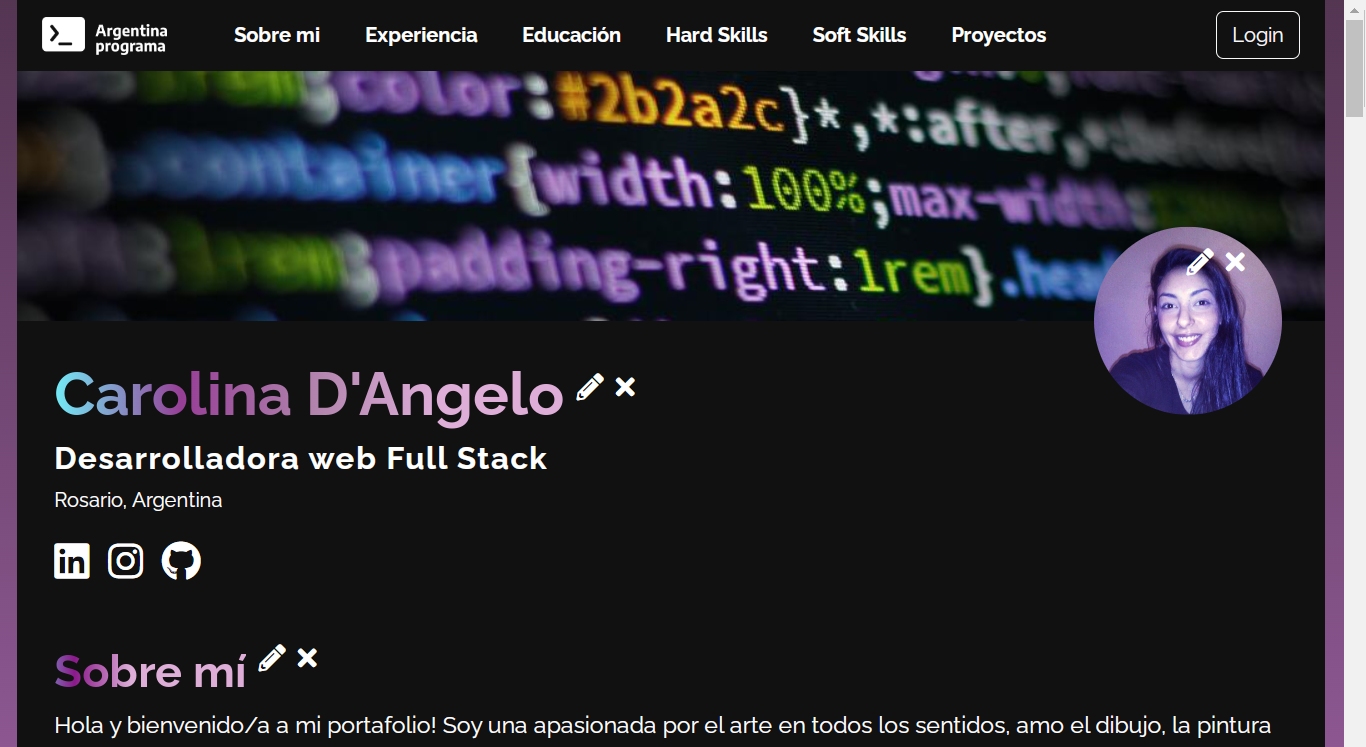 Argentina
programa
Sobre mi Experiencia Educación Hard Skills Soft Skills Proyectos Login
color:#2b2a2c}*,*:after,
container{width:100%;max-width:
padding-right:1rem}.hea
Carolina D'Angelo
Desarrolladora web Full Stack
Rosario, Argentina
in
Sobre mí
Hola y bienvenido/a a mi portafolio! Soy una apasionada por el arte en todos los sentidos, amo el dibujo, la pintura